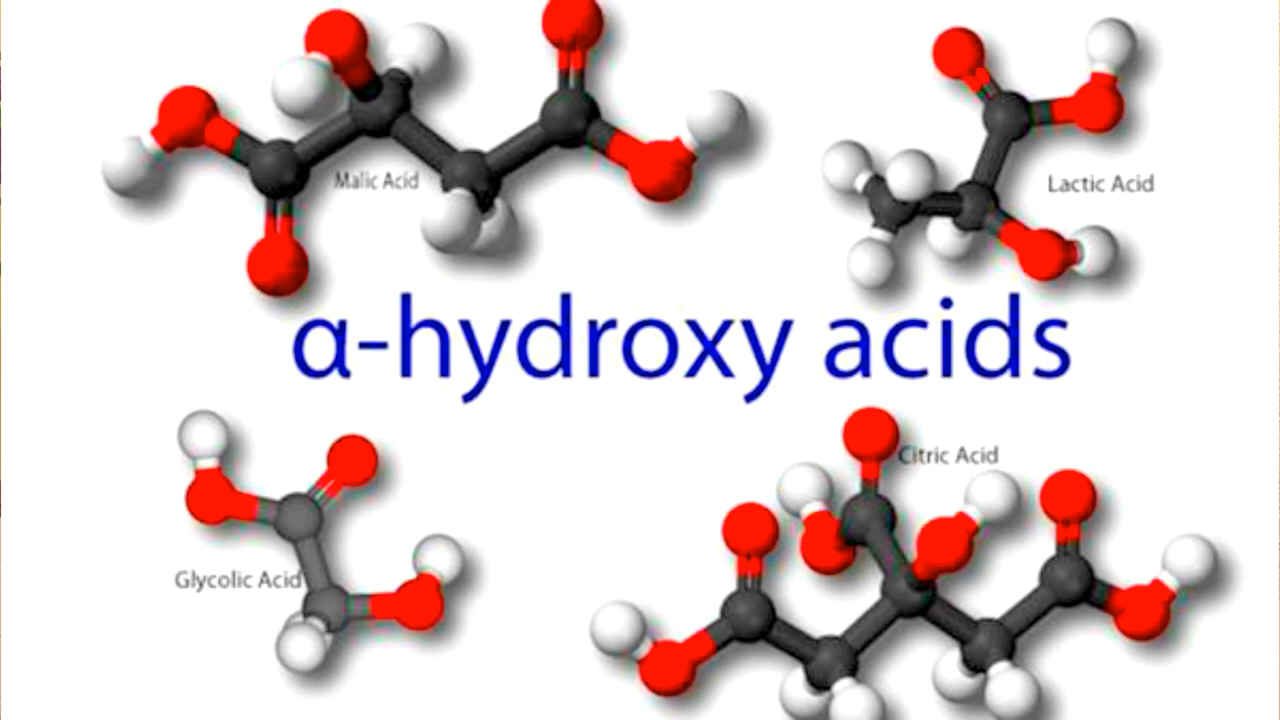 Malic Acid
Lactic Acid
α-hydroxy acids
Citric Acid
Glycolic Acid